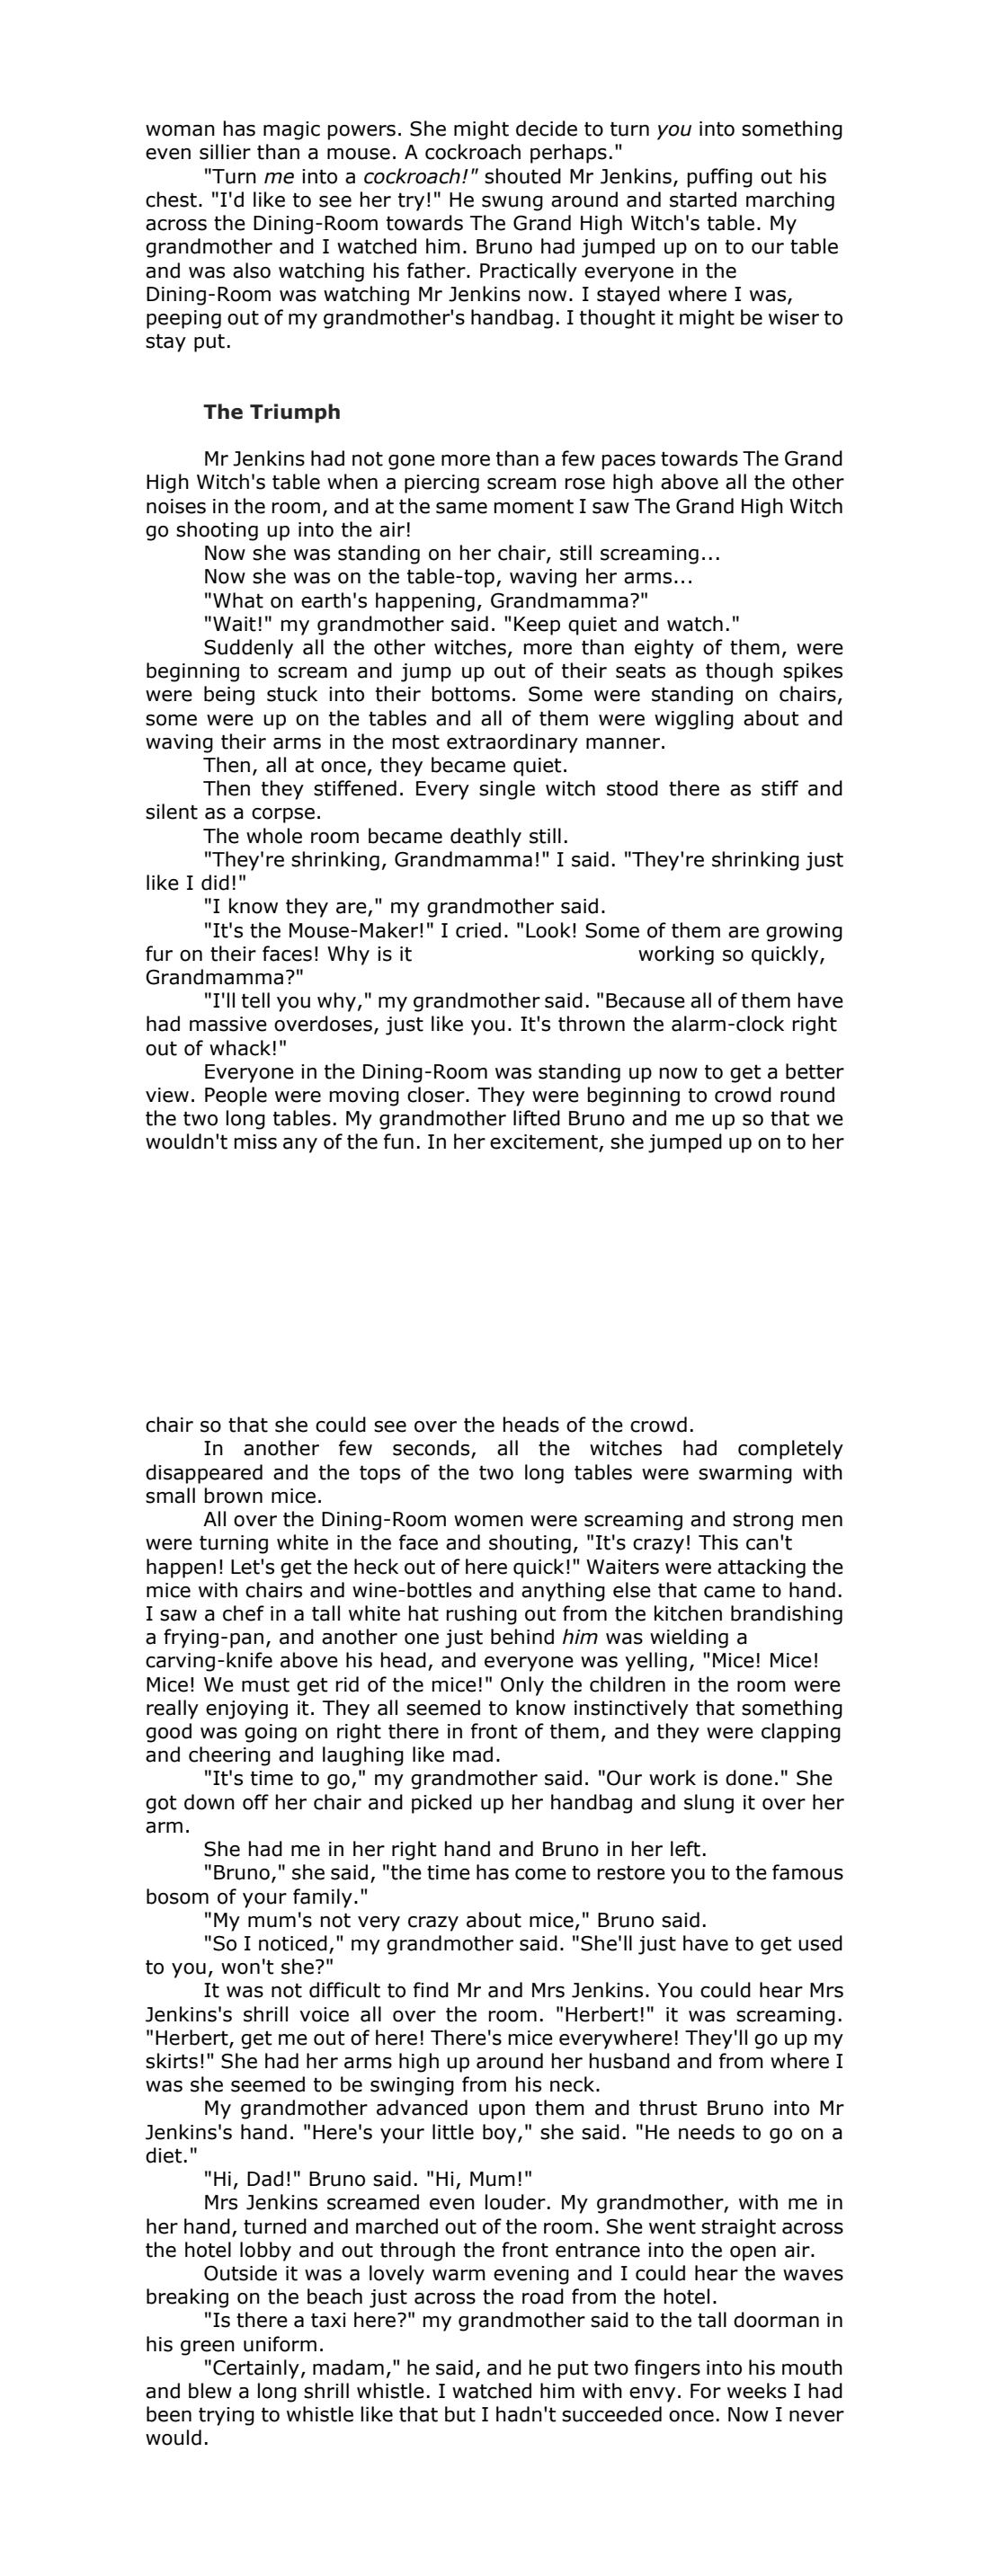 woman has magic powers. She might decide to turn you into something
even sillier than a mouse. A cockroach perhaps."
"Turn me into a cockroach!" shouted Mr Jenkins, puffing out his
chest. "I'd like to see her try!" He swung around and started marching
across the Dining-Room towards The Grand High Witch's table. My
grandmother and I watched him. Bruno had jumped up on to our table
and was also watching his father. Practically everyone in the
Dining-Room was watching Mr Jenkins now. I stayed where I was,
peeping out of my grandmother's handbag. I thought it might be wiser to
stay put.
The Triumph
Mr Jenkins had not gone more than a few paces towards The Grand
High Witch's table when a piercing scream rose high above all the other
noises in the room, and at the same moment I saw The Grand High Witch
go shooting up into the air!
Now she was standing on her chair, still screaming...
Now she was on the table-top, waving her arms...
"What on earth's happening, Grandmamma?"
"Wait!" my grandmother said. "Keep quiet and watch."
Suddenly all the other witches, more than eighty of them, were
beginning to scream and jump up out of their seats as though spikes
were being stuck into their bottoms. Some were standing on chairs,
some were up on the tables and all of them were wiggling about and
waving their arms in the most extraordinary manner.
Then, all at once, they became quiet.
Then they stiffened. Every single witch stood there as stiff and
silent as a corpse.
The whole room became deathly still.
"They're shrinking, Grandmamma!" I said. "They're shrinking just
like I did!"
"I know they are," my grandmother said.
"It's the Mouse-Maker!" I cried. "Look! Some of them are growing
fur on their faces! Why is it working so quickly,
Grandmamma?"
"I'll tell you why," my grandmother said. "Because all of them have
had massive overdoses, just like you. It's thrown the alarm-clock right
out of whack!"
Everyone in the Dining-Room was standing up now to get a better
view. People were moving closer. They were beginning to crowd round
the two long tables. My grandmother lifted Bruno and me up so that we
wouldn't miss any of the fun. In her excitement, she jumped up on to her
chair so that she could see over the heads of the crowd.
In another few seconds, all the witches had completely
disappeared and the tops of the two long tables were swarming with
small brown mice.
All over the Dining-Room women were screaming and strong men
were turning white in the face and shouting, "It's crazy! This can't
happen! Let's get the heck out of here quick!" Waiters were attacking the
mice with chairs and wine-bottles and anything else that came to hand.
I saw a chef in a tall white hat rushing out from the kitchen brandishing
a frying-pan, and another one just behind him was wielding a
carving-knife above his head, and everyone was yelling, "Mice! Mice!
Mice! We must get rid of the mice!" Only the children in the room were
really enjoying it. They all seemed to know instinctively that something
good was going on right there in front of them, and they were clapping
and cheering and laughing like mad.
"It's time to go," my grandmother said. "Our work is done." She
got down off her chair and picked up her handbag and slung it over her
arm.
She had me in her right hand and Bruno in her left.
"Bruno," she said, "the time has come to restore you to the famous
bosom of your family."
"My mum's not very crazy about mice," Bruno said.
"So I noticed," my grandmother said. "She'll just have to get used
to you, won't she?"
It was not difficult to find Mr and Mrs Jenkins. You could hear Mrs
Jenkins's shrill voice all over the room. "Herbert!" it was screaming.
"Herbert, get me out of here! There's mice everywhere! They'll go up my
skirts!" She had her arms high up around her husband and from where I
was she seemed to be swinging from his neck.
My grandmother advanced upon them and thrust Bruno into Mr
Jenkins's hand. "Here's your little boy," she said. "He needs to go on a
diet."
"Hi, Dad!" Bruno said. "Hi, Mum!"
Mrs Jenkins screamed even louder. My grandmother, with me in
her hand, turned and marched out of the room. She went straight across
the hotel lobby and out through the front entrance into the open air.
Outside it was a lovely warm evening and I could hear the waves
breaking on the beach just across the road from the hotel.
"Is there a taxi here?" my grandmother said to the tall doorman in
his green uniform.
"Certainly, madam," he said, and he put two fingers into his mouth
and blew a long shrill whistle. I watched him with envy. For weeks I had
been trying to whistle like that but I hadn't succeeded once. Now I never
would.